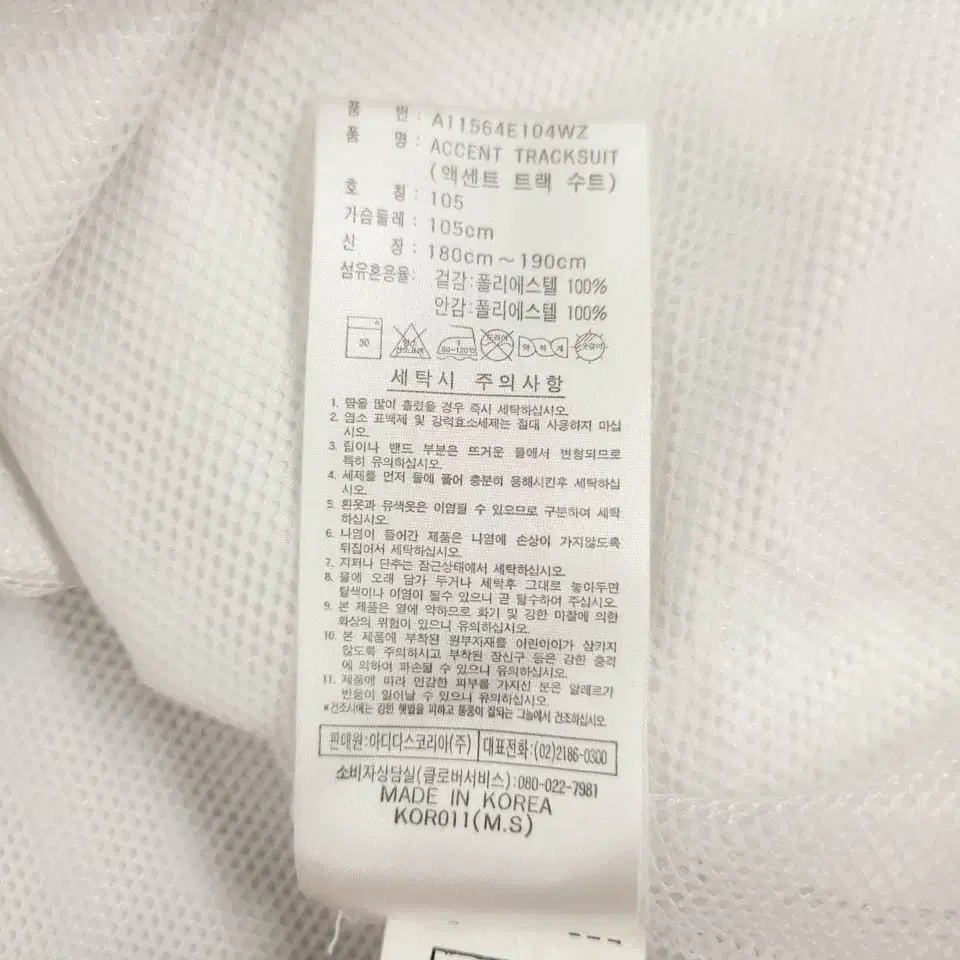 품 번 : A11564E104WZ
품 명 : ACCENT TRACKSUIT
(액센트 트랙 수트)
호 칭 : 105
가슴둘레 : 105cm
신 장 : 180cm~190cm
섬유혼용율: 겉감:폴리에스텔 100%
안감:폴리에스텔 100%
30 염소 산소표백 80~120℃ 드라이 약하게 옷걸이
세탁시 주의사항
1. 땀을 많이 흘렸을 경우 즉시 세탁하십시오.
2. 염소 표백제 및 강력효소세제는 절대 사용하지 마십
시오.
3. 립이나 밴드 부분은 뜨거운 물에서 변형되므로
특히 유의하십시오.
4. 세제를 먼저 물에 풀어 충분히 용해시킨후 세탁하십
시오.
5. 흰옷과 유색옷은 이염될 수 있으므로 구분하여 세탁
하십시오.
6. 나염이 들어간 제품은 나염에 손상이 가지않도록
뒤집어서 세탁하십시오.
7. 지퍼나 단추는 잠근상태에서 세탁하십시오.
8. 물에 오래 담가 두거나 세탁후 그대로 놓아두면
탈색이나 이염이 될수 있으니 곧 탈수하여 주십시오.
9. 본 제품은 열에 약하므로 화기 및 강한 마찰에 의한
화상의 위험이 있으니 유의하십시오.
10. 본 제품에 부착된 원부자재를 어린이이가 삼키지
않도록 주의하시고 부착된 장신구 등은 강한 충격
에 의하여 파손될 수 있으니 유의하십시오.
11. 제품에 따라 민감한 피부를 가지신 분은 알레르기
반응이 일어날 수 있으니 유의하십시오.
*건조시에는 강한 햇빛을 피하고 통풍이 잘되는 그늘에서 건조하십시오
판매원:아디다스코리아(주) 대표전화:(02)2186-0300
소비자상담실(클로버서비스):080-022-7981
MADE IN KOREA
KOR011(M.S)